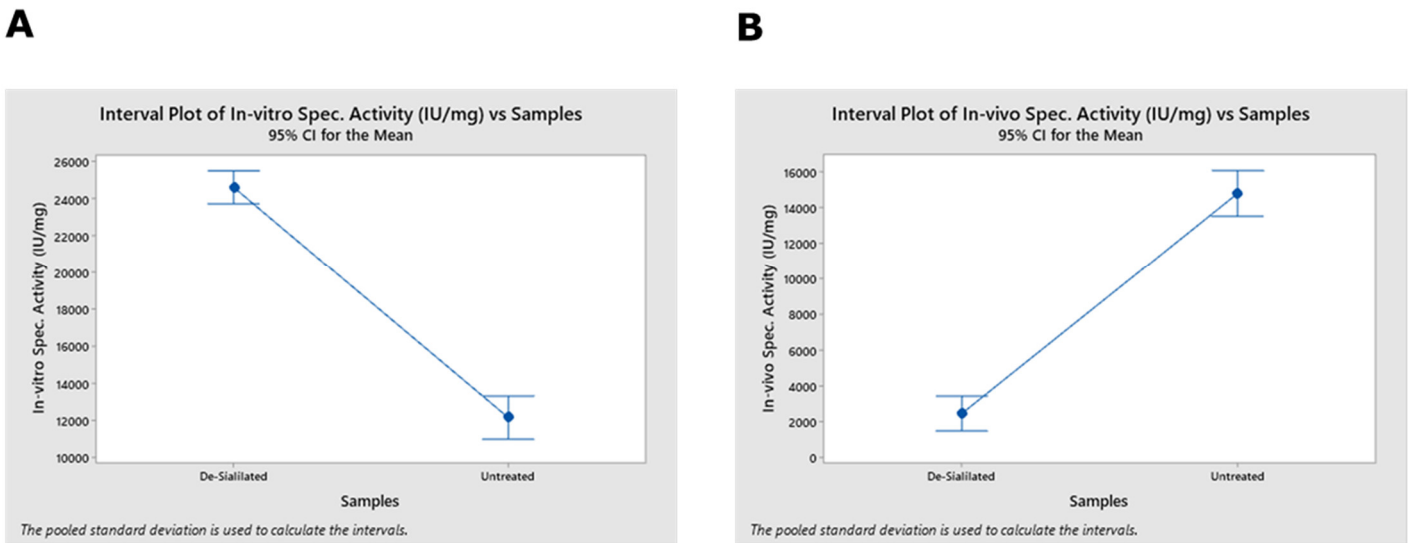 A
Interval Plot of In-vitro Spec. Activity (IU/mg) vs Samples
95% CI for the Mean
In-vitro Spec. Activity (IU/mg)
26000
24000
22000
20000
18000
16000
14000
12000
10000
De-Sialilated
Untreated
Samples
The pooled standard deviation is used to calculate the intervals.
B
Interval Plot of In-vivo Spec. Activity (IU/mg) vs Samples
95% CI for the Mean
In-vivo Spec. Activity (IU/mg)
16000
14000
12000
10000
8000
6000
4000
2000
0
De-Sialilated
Untreated
Samples
The pooled standard deviation is used to calculate the intervals.